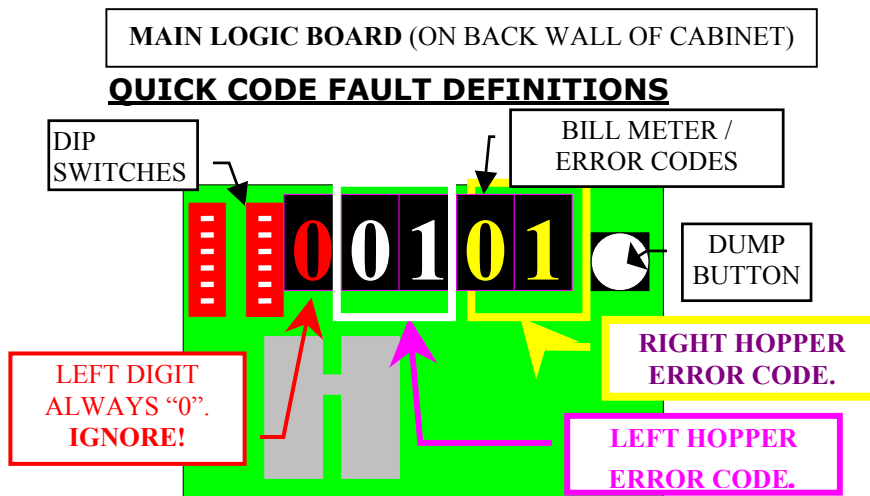 MAIN LOGIC BOARD (ON BACK WALL OF CABINET)
QUICK CODE FAULT DEFINITIONS
DIP
SWITCHES
BILL METER /
ERROR CODES
0 0 1 0 1
DUMP
BUTTON
RIGHT HOPPER
ERROR CODE.
LEFT DIGIT
ALWAYS “0”.
IGNORE!
LEFT HOPPER
ERROR CODE.